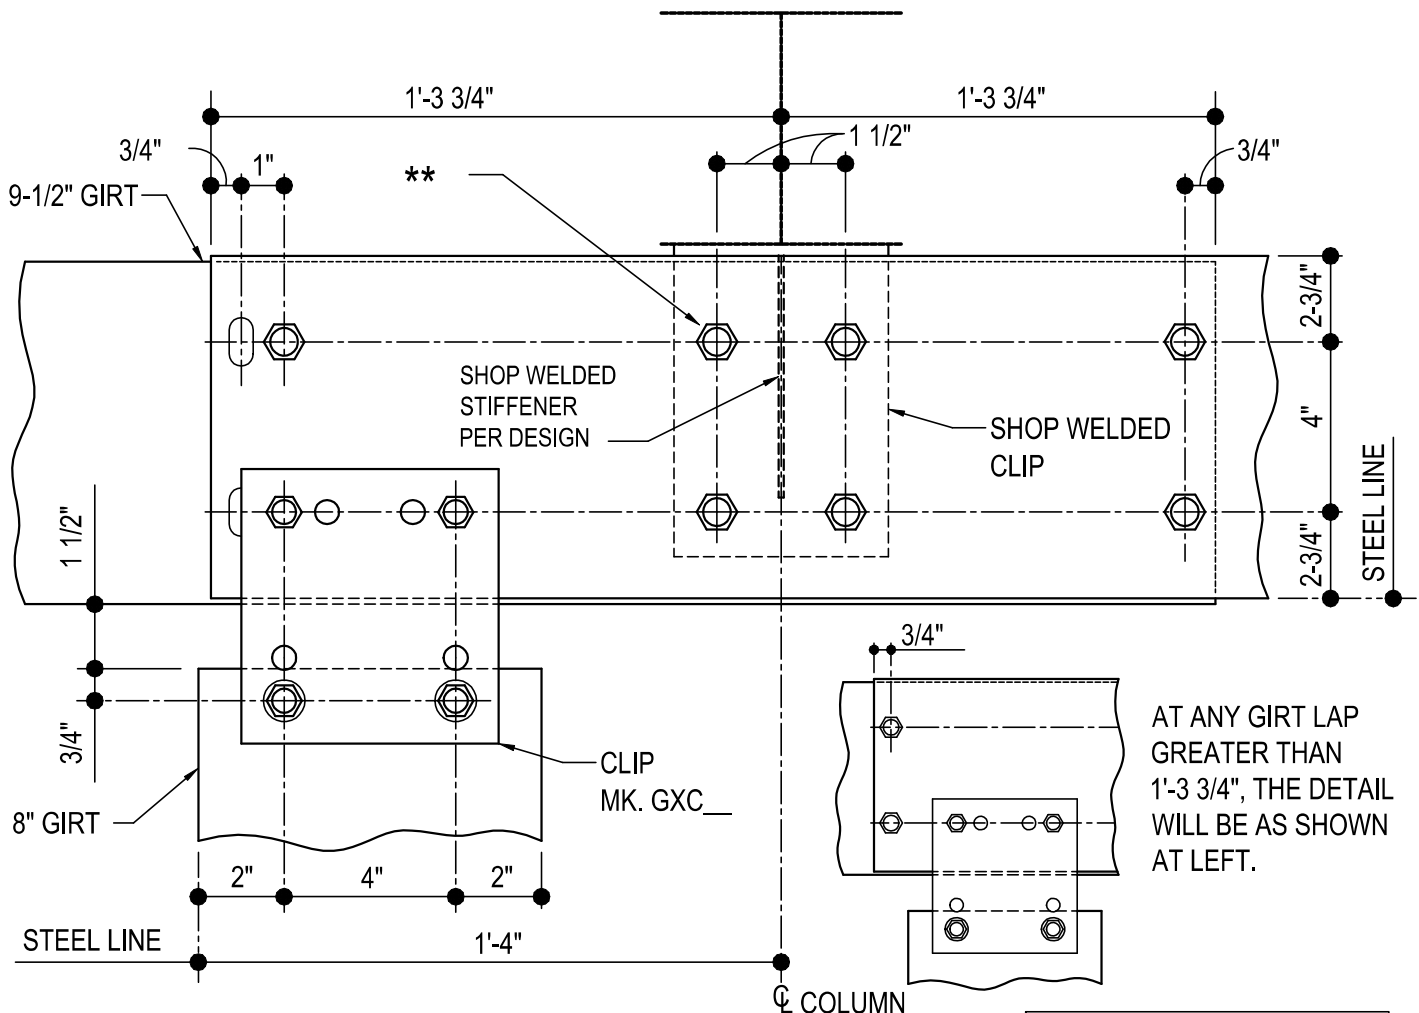 1'-3 3/4"
1'-3 3/4"
1 1/2"
3/4"
1"
**
3/4"
9-1/2" GIRT
2-3/4"
SHOP WELDED
STIFFENER
PER DESIGN
SHOP WELDED
CLIP
4"
STEEL LINE
1 1/2"
2-3/4"
3/4"
3/4"
AT ANY GIRT LAP
GREATER THAN
1'-3 3/4", THE DETAIL
WILL BE AS SHOWN
AT LEFT.
CLIP
MK. GXC__
8" GIRT
2"
4"
2"
STEEL LINE
1'-4"
℄ COLUMN